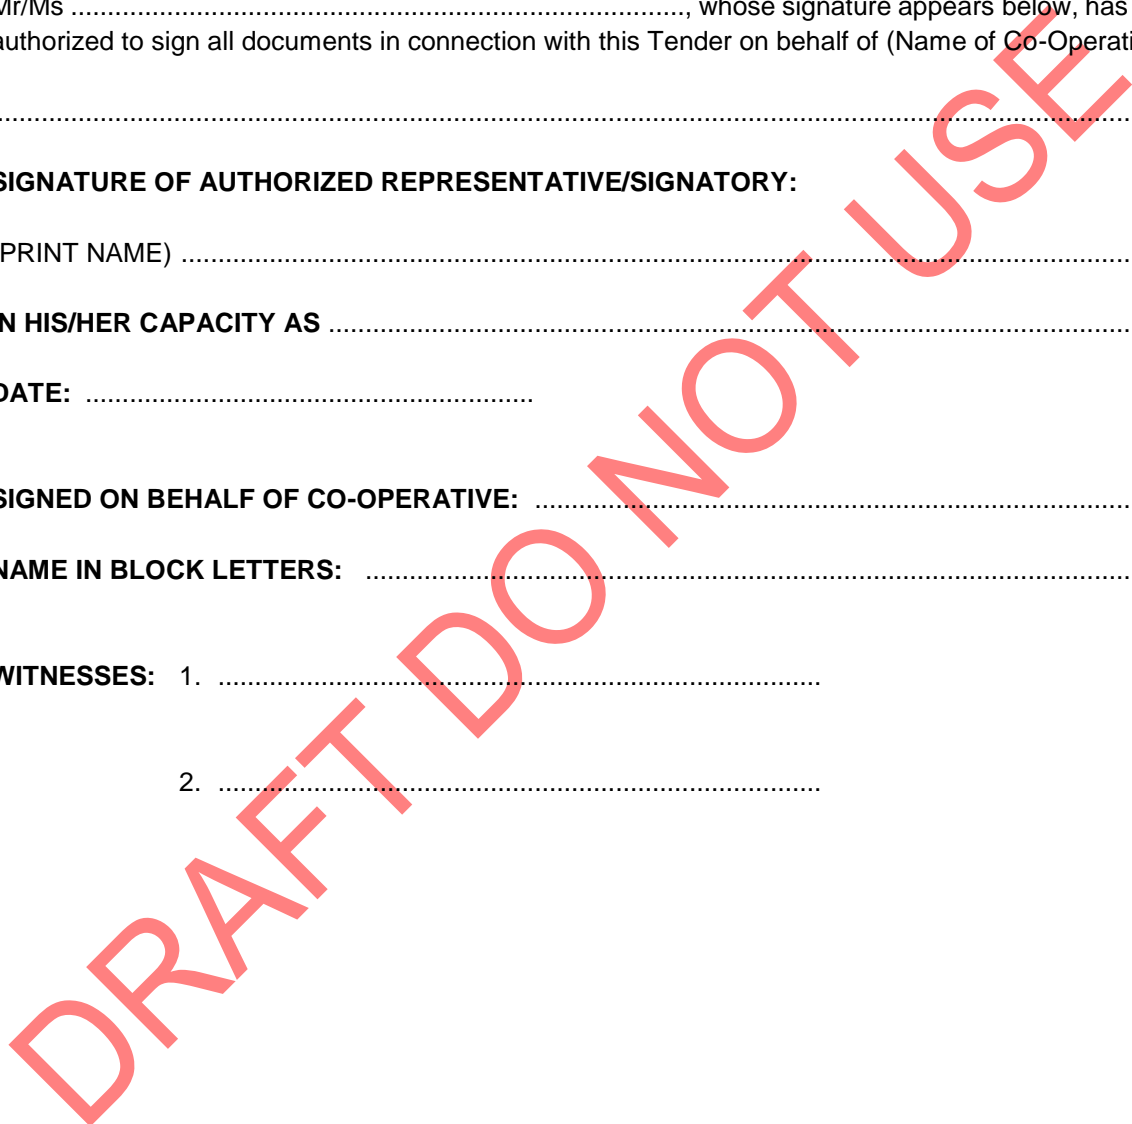 Mr/Ms ...................................................................................., whose signature appears below, has
authorized to sign all documents in connection with this Tender on behalf of (Name of Co-Operati
..........................................................................................................................................................
SIGNATURE OF AUTHORIZED REPRESENTATIVE/SIGNATORY:
PRINT NAME) ..................................................................................................................................
IN HIS/HER CAPACITY AS ..............................................................................................................
DATE: .............................................................
SIGNED ON BEHALF OF CO-OPERATIVE: .................................................................................
NAME IN BLOCK LETTERS: ........................................................................................................
WITNESSES: 1. ..................................................................................
2. ..................................................................................
DRAFT DO NOT USE